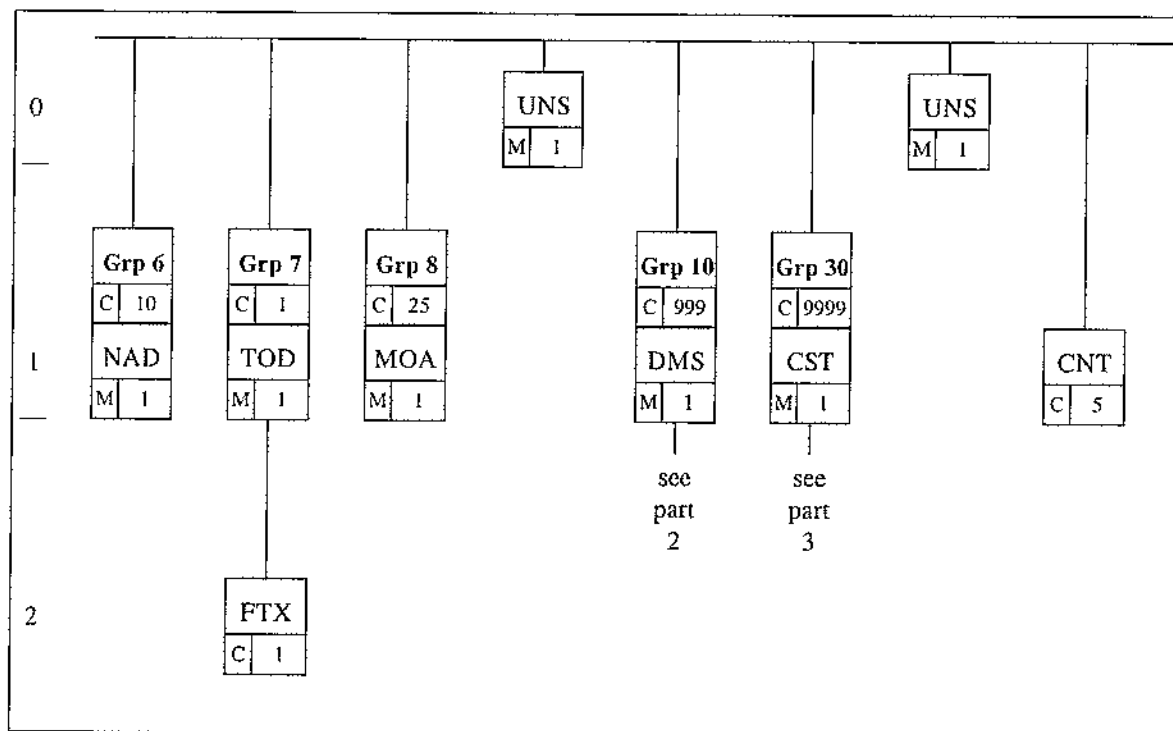 0
UNS
M 1
UNS
M 1
Grp 6
C 10
NAD
M 1
Grp 7
C 1
TOD
M 1
Grp 8
C 25
MOA
M 1
Grp 10
C 999
DMS
M 1
see
part
2
Grp 30
C 9999
CST
M 1
see
part
3
1
CNT
C 5
2
FTX
C 1